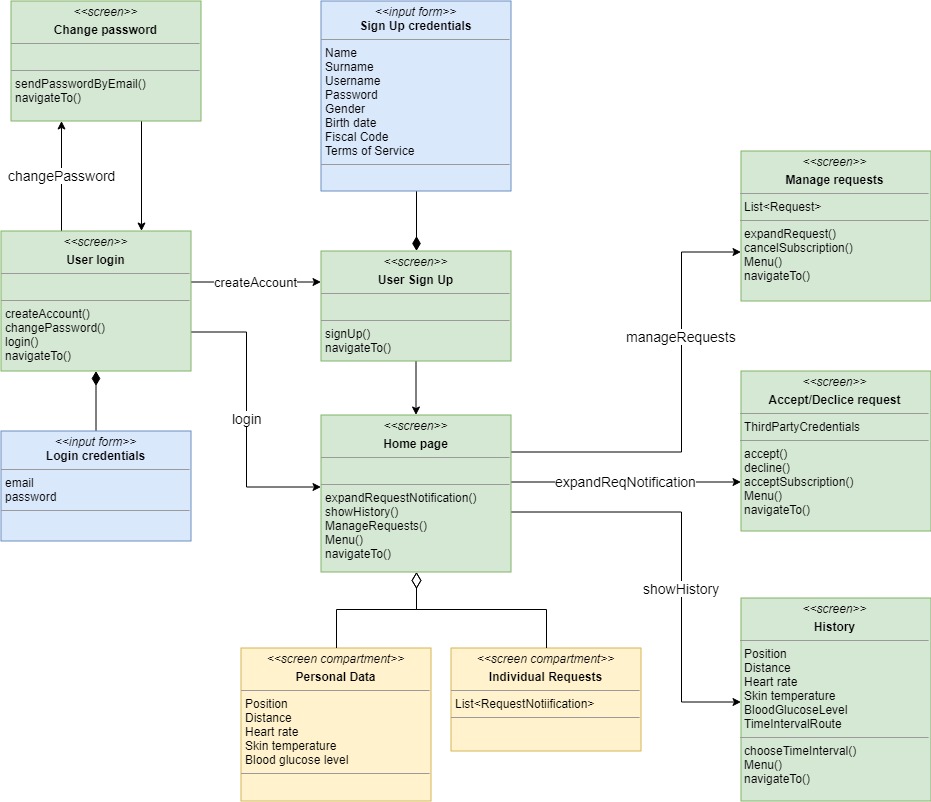 <<screen>>
Change password
sendPasswordByEmail()
navigateTo()
<<input form>>
Sign Up credentials
Name
Surname
Username
Password
Gender
Birth date
Fiscal Code
Terms of Service
changePassword
<<screen>>
Manage requests
List<Request>
expandRequest()
cancelSubscription()
Menu()
navigateTo()
<<screen>>
User login
createAccount()
changePassword()
login()
navigateTo()
createAccount
<<screen>>
User Sign Up
signUp()
navigateTo()
manageRequests
<<screen>>
Accept/Declice request
ThirdPartyCredentials
accept()
decline()
acceptSubscription()
Menu()
navigateTo()
login
<<input form>>
Login credentials
email
password
<<screen>>
Home page
expandRequestNotification()
showHistory()
ManageRequests()
Menu()
navigateTo()
expandReqNotification
showHistory
<<screen>>
History
Position
Distance
Heart rate
Skin temperature
BloodGlucoseLevel
TimeIntervalRoute
chooseTimeInterval()
Menu()
navigateTo()
<<screen compartment>>
Personal Data
Position
Distance
Heart rate
Skin temperature
Blood glucose level
<<screen compartment>>
Individual Requests
List<RequestNotiification>